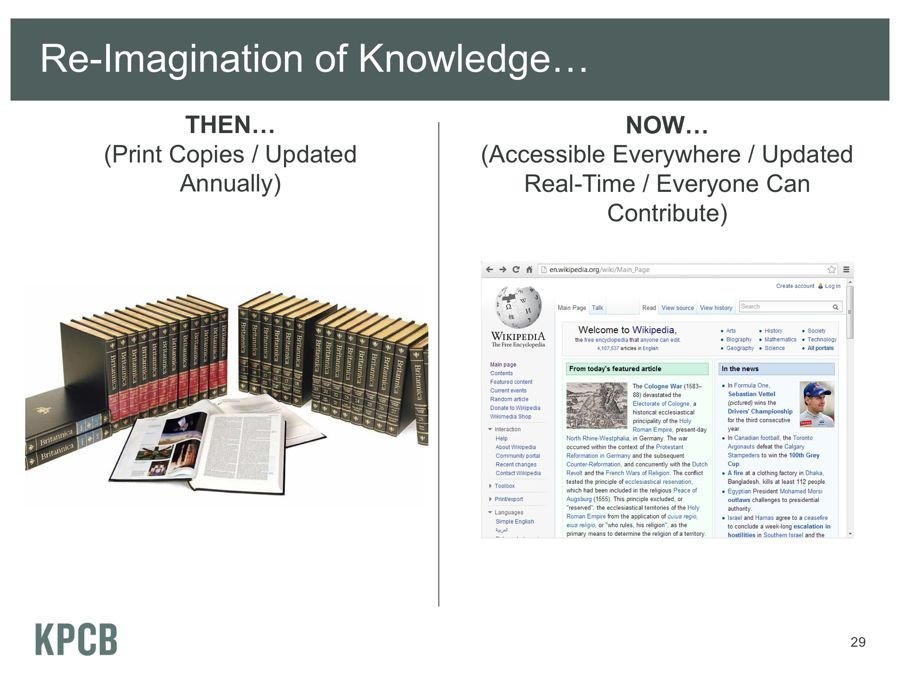 Re-Imagination of Knowledge…
THEN…
(Print Copies / Updated
Annually)
NOW…
(Accessible Everywhere / Updated
Real-Time / Everyone Can
Contribute)
Britannica
Britannica
en.wikipedia.org/wiki/Main_Page
Create account Log in
Main Page Talk Read View source View history Search
WIKIPEDIA
The Free Encyclopedia
Welcome to Wikipedia,
the free encyclopedia that anyone can edit.
4,107,637 articles in English
Arts History Society
Biography Mathematics Technology
Geography Science All portals
Main page
Contents
Featured content
Current events
Random article
Donate to Wikipedia
Wikimedia Shop
Interaction
Help
About Wikipedia
Community portal
Recent changes
Contact Wikipedia
Toolbox
Print/export
Languages
Simple English
العربية
From today's featured article
The Cologne War (1583–
88) devastated the
Electorate of Cologne, a
historical ecclesiastical
principality of the Holy
Roman Empire, present-day
North Rhine-Westphalia, in Germany. The war
occurred within the context of the Protestant
Reformation in Germany and the subsequent
Counter-Reformation, and concurrently with the Dutch
Revolt and the French Wars of Religion. The conflict
tested the principle of ecclesiastical reservation,
which had been included in the religious Peace of
Augsburg (1555). This principle excluded, or
"reserved", the ecclesiastical territories of the Holy
Roman Empire from the application of cuius regio,
eius religio, or "who rules, his religion", as the
primary means to determine the religion of a territory.
In the news
In Formula One,
Sebastian Vettel
(pictured) wins the
Drivers' Championship
for the third consecutive
year.
In Canadian football, the Toronto
Argonauts defeat the Calgary
Stampeders to win the 100th Grey
Cup.
A fire at a clothing factory in Dhaka,
Bangladesh, kills at least 112 people.
Egyptian President Mohamed Morsi
outlaws challenges to presidential
authority.
Israel and Hamas agree to a ceasefire
to conclude a week-long escalation in
hostilities in Southern Israel and the
KPCB
29